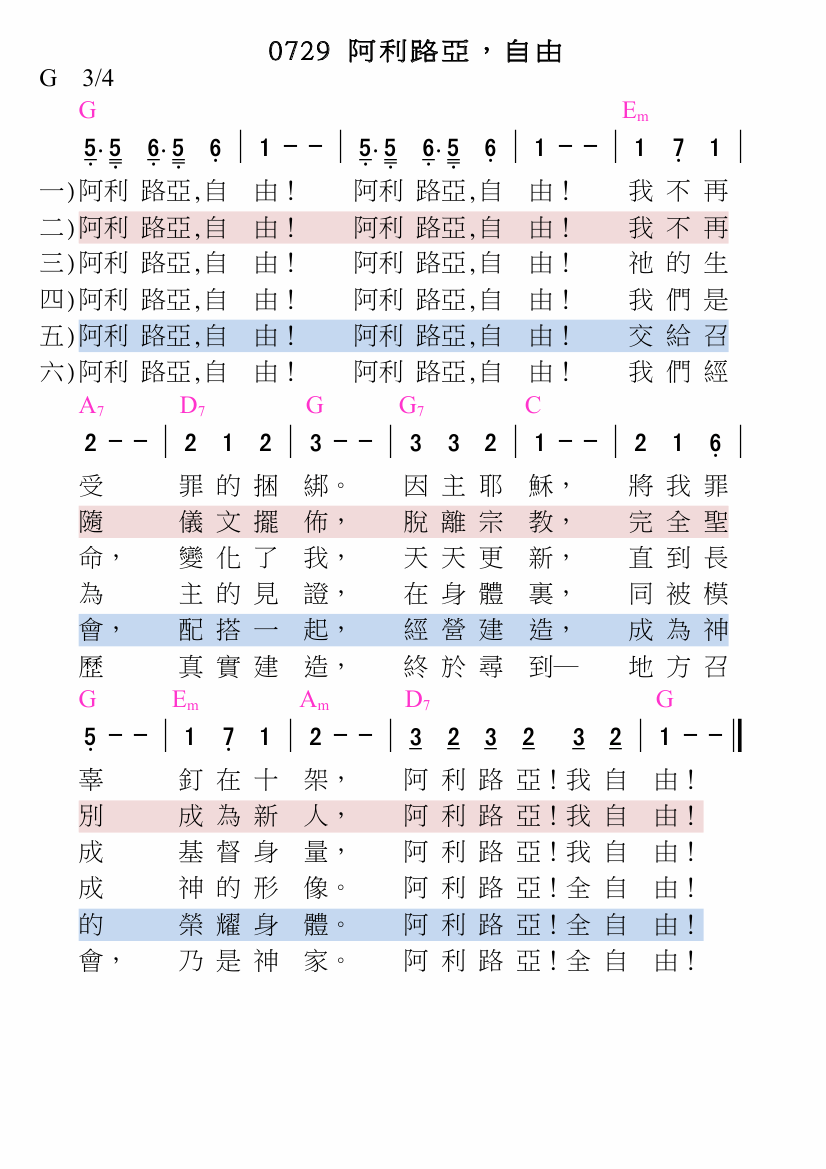 0729 阿利路亞，自由
G 3/4
G Em
5· 5 6· 5 6 | 1 - - | 5· 5 6· 5 6 | 1 - - | 1 7 1 |
一)阿利 路亞,自 由！ 阿利 路亞,自 由！ 我 不 再
二)阿利 路亞,自 由！ 阿利 路亞,自 由！ 我 不 再
三)阿利 路亞,自 由！ 阿利 路亞,自 由！ 祂 的 生
四)阿利 路亞,自 由！ 阿利 路亞,自 由！ 我 們 是
五)阿利 路亞,自 由！ 阿利 路亞,自 由！ 交 給 召
六)阿利 路亞,自 由！ 阿利 路亞,自 由！ 我 們 經
A7 D7 G G7 C
2 - - | 2 1 2 | 3 - - | 3 3 2 | 1 - - | 2 1 6 |
受 罪 的 捆 綁。 因 主 耶 穌， 將 我 罪
隨 儀 文 擺 佈， 脫 離 宗 教， 完 全 聖
命， 變 化 了 我， 天 天 更 新， 直 到 長
為 主 的 見 證， 在 身 體 裏， 同 被 模
會， 配 搭 一 起， 經 營 建 造， 成 為 神
歷 真 實 建 造， 終 於 尋 到— 地 方 召
G Em Am D7 G
5 - - | 1 7 1 | 2 - - | 3 2 3 2 3 2 | 1 - - ‖
辜 釘 在 十 架， 阿 利 路 亞！我 自 由！
別 成 為 新 人， 阿 利 路 亞！我 自 由！
成 基 督 身 量， 阿 利 路 亞！我 自 由！
成 神 的 形 像。 阿 利 路 亞！全 自 由！
的 榮 耀 身 體。 阿 利 路 亞！全 自 由！
會， 乃 是 神 家。 阿 利 路 亞！全 自 由！